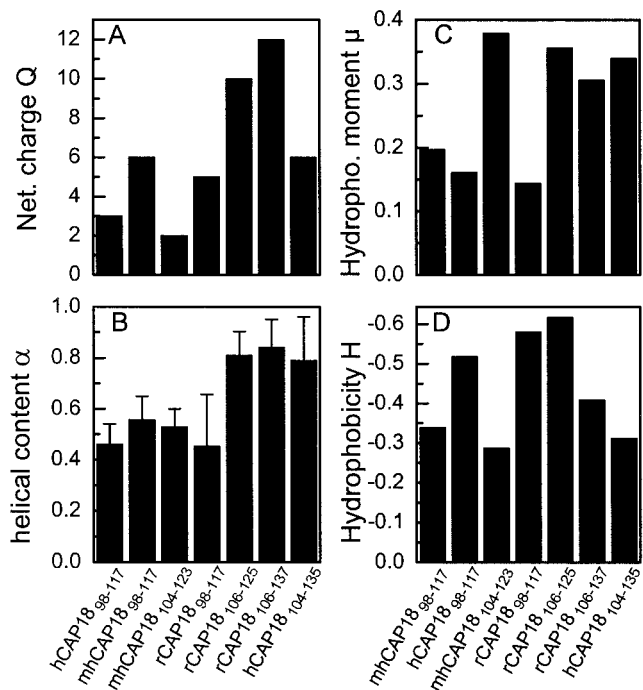 A
Net. charge Q
12
10
8
6
4
2
0
C
Hydropho. moment µ
0.4
0.3
0.2
0.1
0.0
B
helical content α
1.0
0.8
0.6
0.4
0.2
0.0
D
Hydrophobicity H
-0.6
-0.5
-0.4
-0.3
-0.3
-0.1
0.0
hCAP18 98-117
mhCAP18 98-117
mhCAP18 104-123
rCAP18 98-117
rCAP18 106-125
rCAP18 106-137
hCAP18 104-135
mhCAP18 98-117
hCAP18 98-117
mhCAP18 104-123
rCAP18 98-117
rCAP18 106-125
rCAP18 106-137
hCAP18 104-135